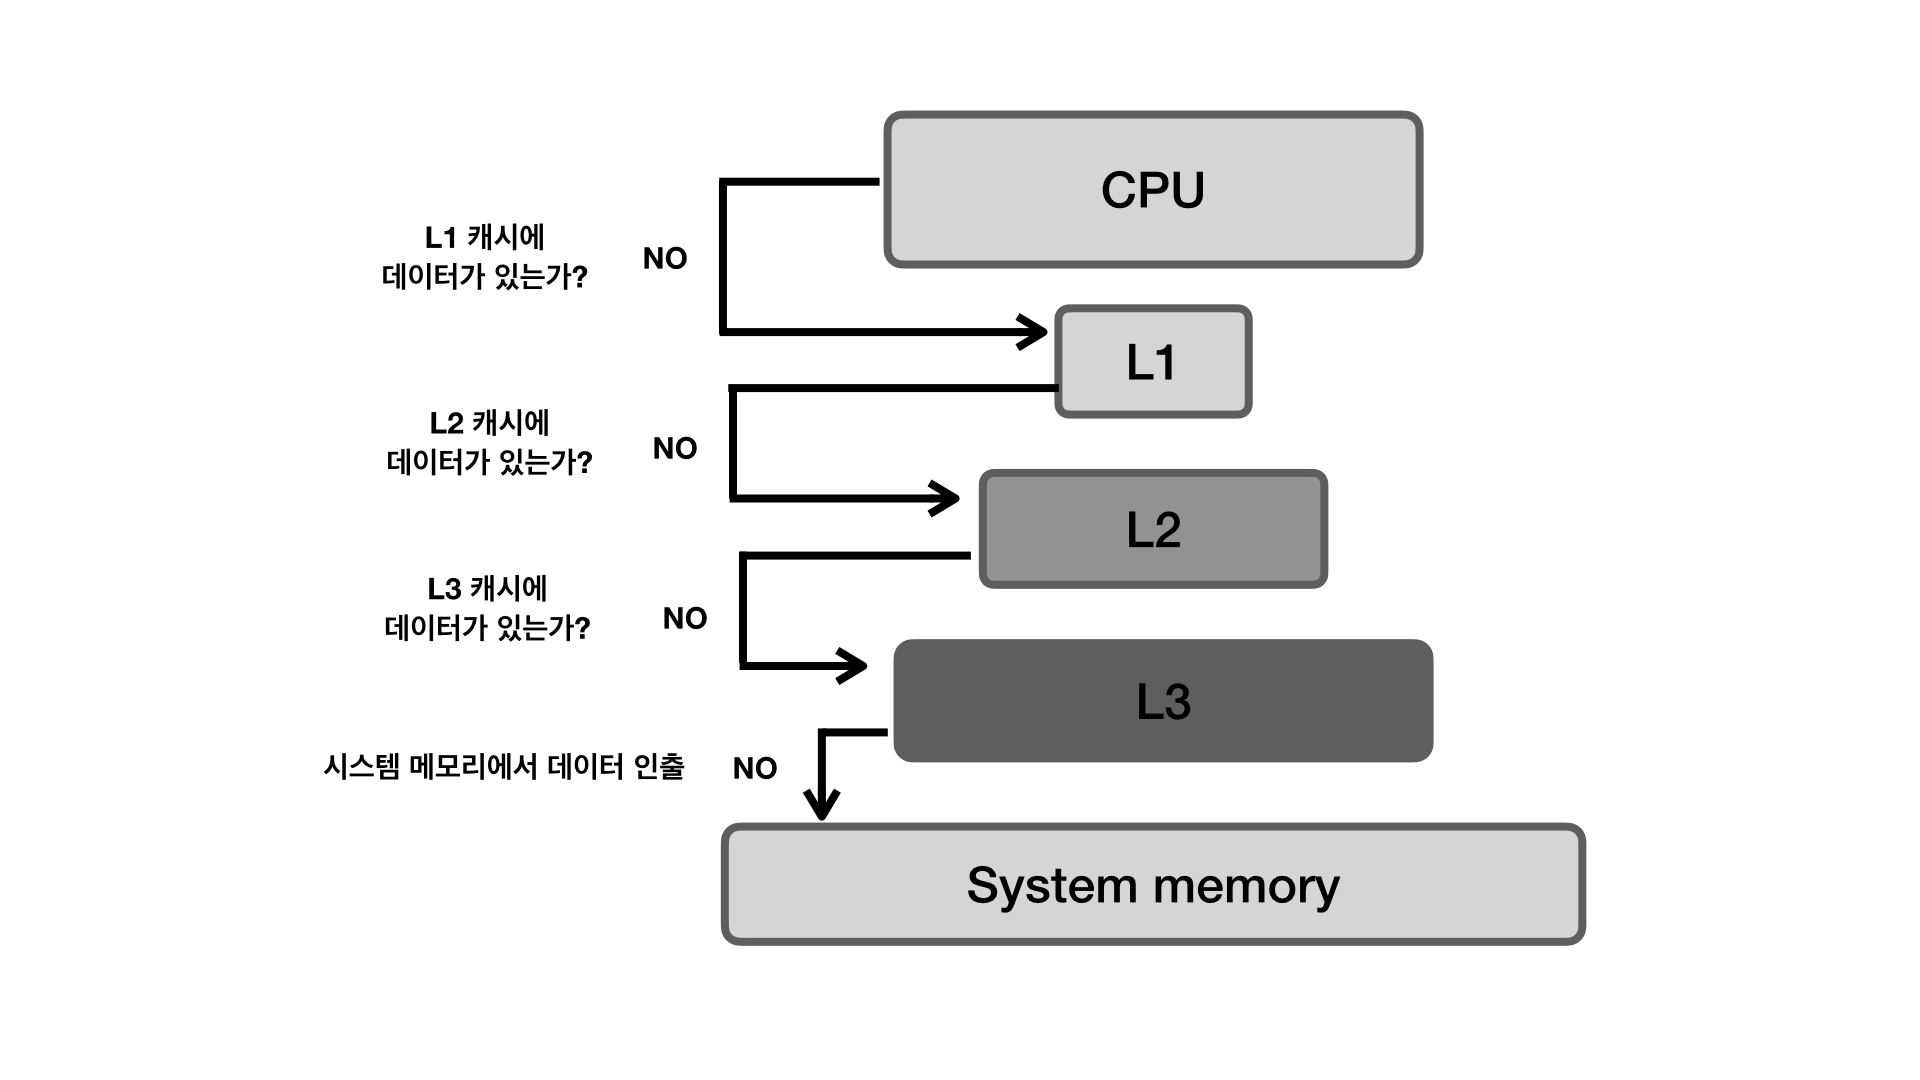 CPU
L1 캐시에
데이터가 있는가?
NO
L1
L2 캐시에
데이터가 있는가?
NO
L2
L3 캐시에
데이터가 있는가?
NO
L3
시스템 메모리에서 데이터 인출
NO
System memory